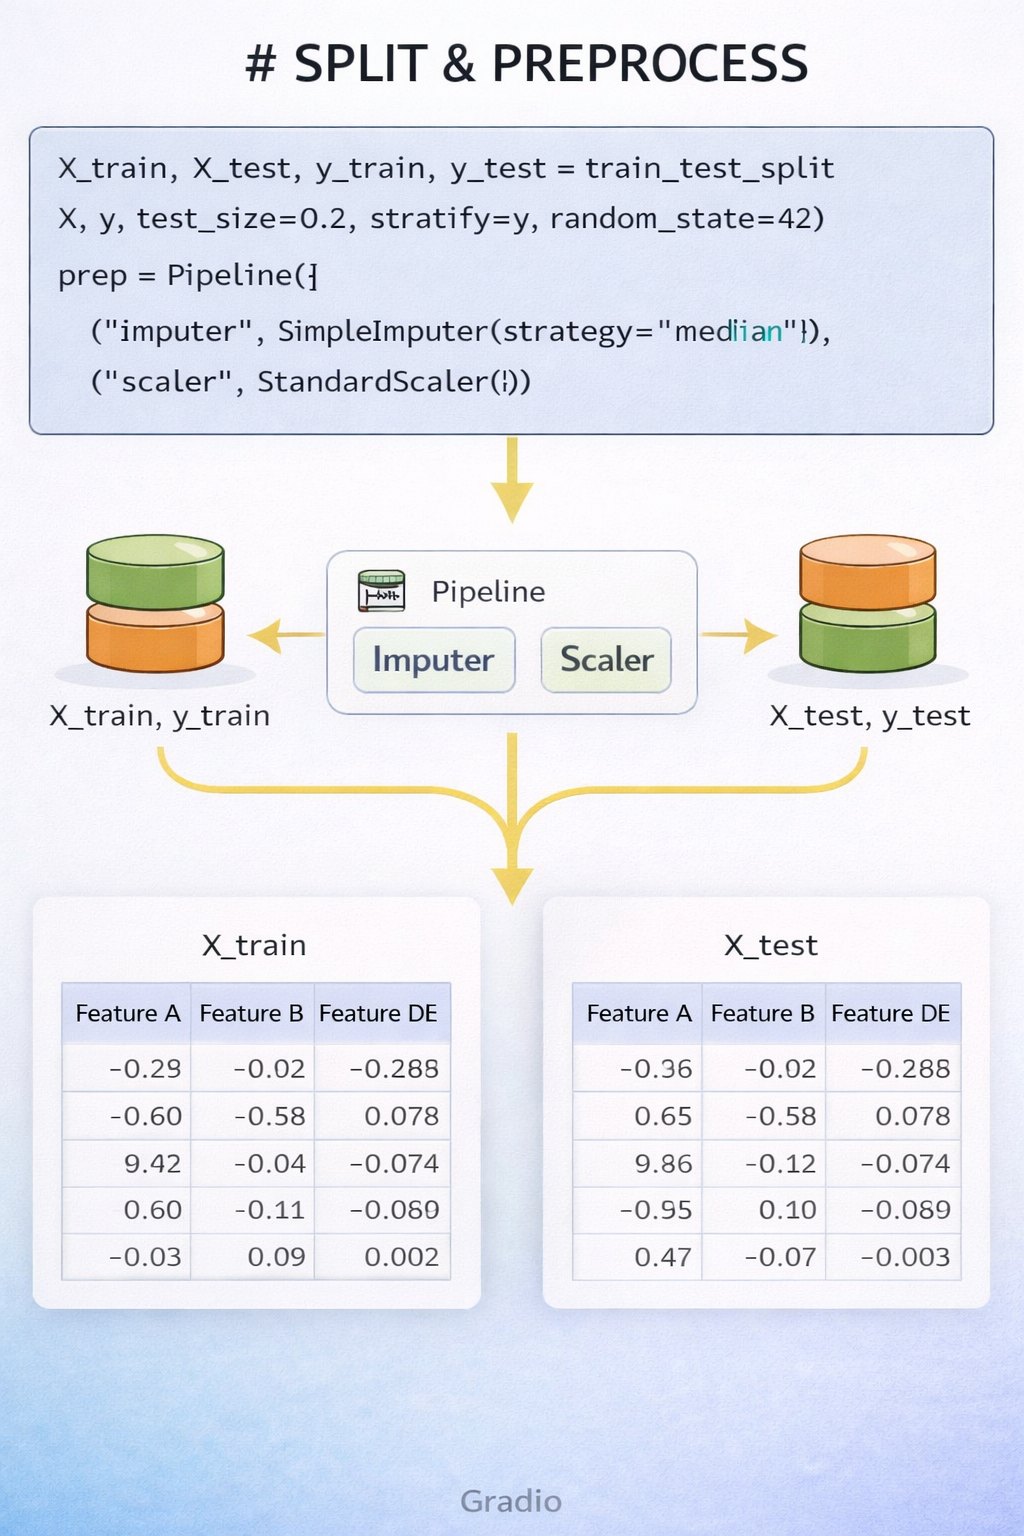 # SPLIT & PREPROCESS
X_train, X_test, y_train, y_test = train_test_split
X, y, test_size=0.2, stratify=y, random_state=42)
prep = Pipeline([
("imputer", SimpleImputer(strategy="mediian")),
("scaler", StandardScaler())
Pipeline
Imputer Scaler
X_train, y_train
X_test, y_test
X_train
Feature A Feature B Feature DE
-0.29 -0.02 -0.288
-0.60 -0.58 0.078
9.42 -0.04 -0.074
0.60 -0.11 -0.089
-0.03 0.09 0.002
X_test
Feature A Feature B Feature DE
-0.36 -0.02 -0.288
0.65 -0.58 0.078
9.86 -0.12 -0.074
-0.95 0.10 -0.089
0.47 -0.07 -0.003
Gradio